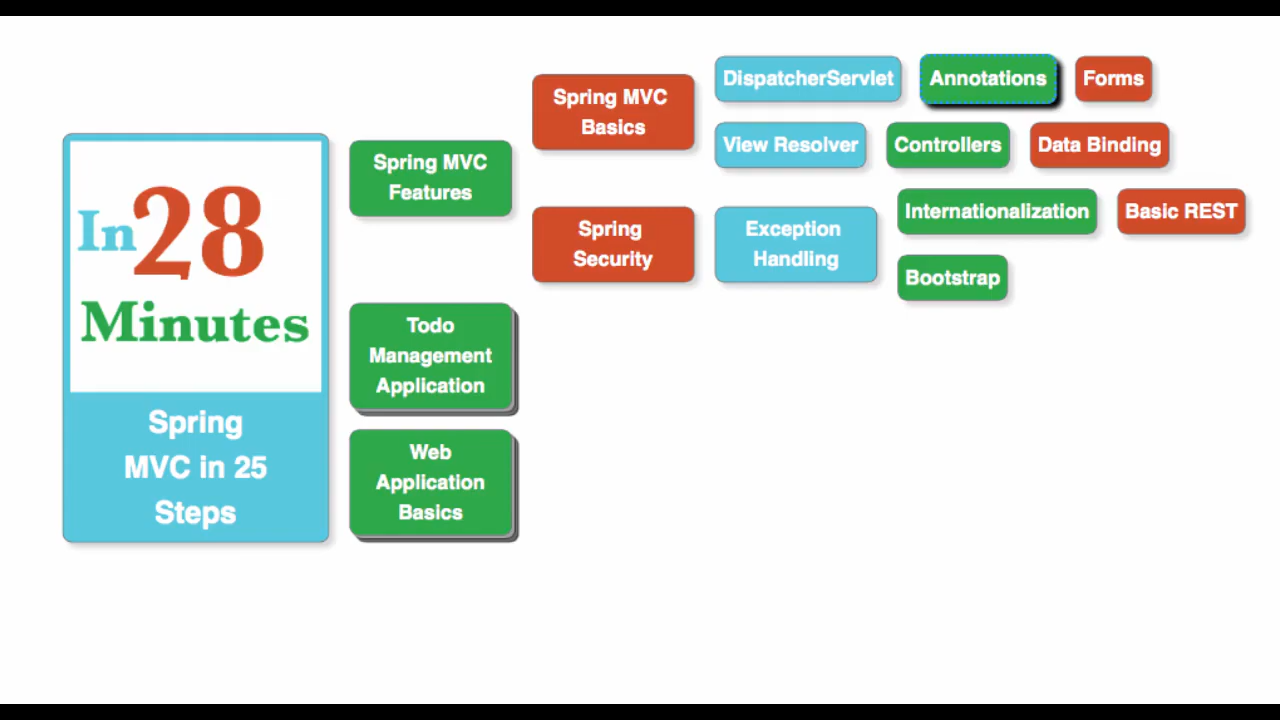 In28
Minutes
Spring
MVC in 25
Steps
Spring MVC
Features
Todo
Management
Application
Web
Application
Basics
Spring MVC
Basics
Spring
Security
DispatcherServlet
Annotations
Forms
View Resolver
Controllers
Data Binding
Exception
Handling
Internationalization
Basic REST
Bootstrap